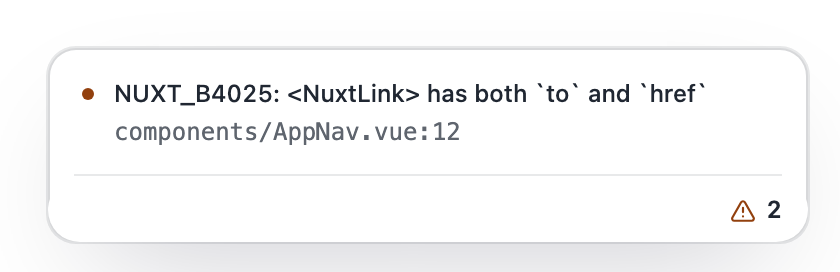 NUXT_B4025: <NuxtLink> has both `to` and `href`
components/AppNav.vue:12
2